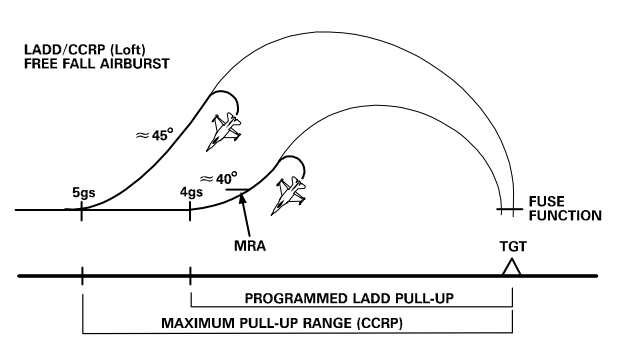 LADD/CCRP (Loft)
FREE FALL AIRBURST
≈45°
5gs
4gs
≈40°
MRA
FUSE
FUNCTION
TGT
PROGRAMMED LADD PULL-UP
MAXIMUM PULL-UP RANGE (CCRP)